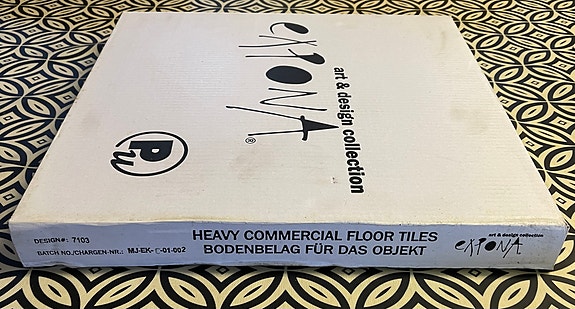 eXPONA
®
art & design collection
Pu
DESIGN#: 7103
BATCH NO./CHARGEN-NR.:
HEAVY COMMERCIAL FLOOR TILES
BODENBELAG FÜR DAS OBJEKT
art & design collection
eXPONA